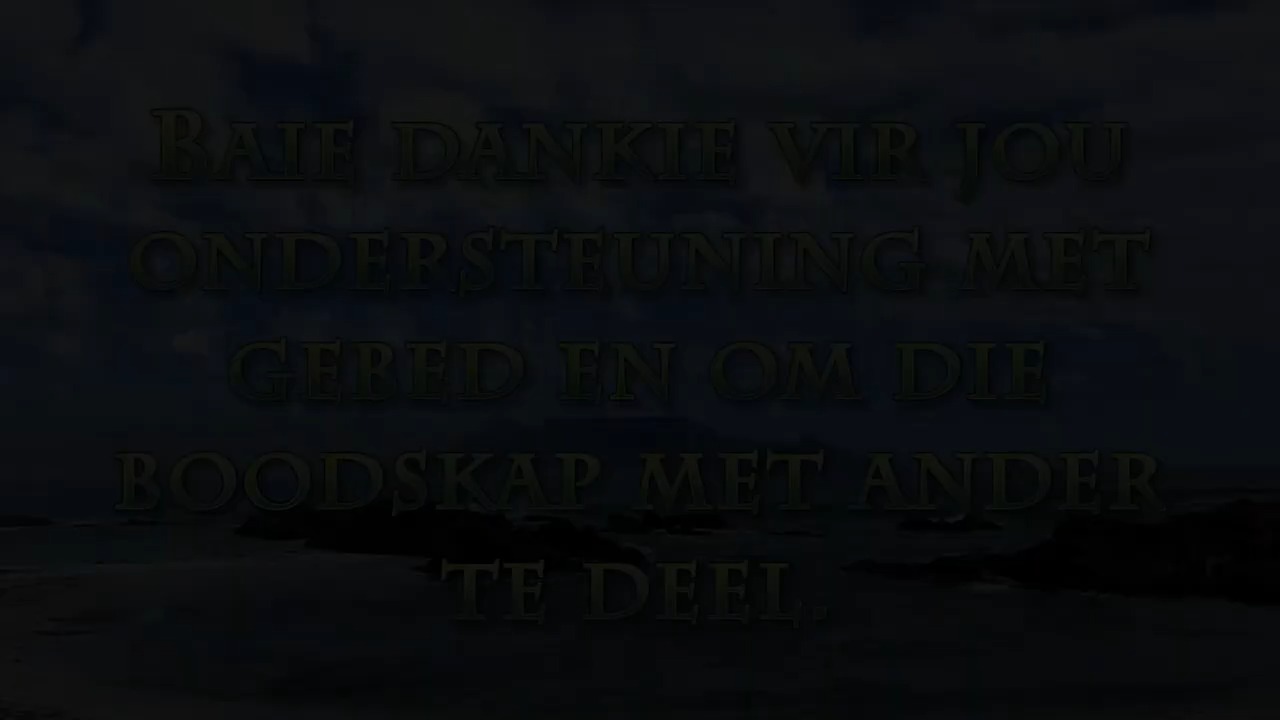 Baie dankie vir jou
ondersteuning met
gebed en om die
boodskap met ander
te deel.